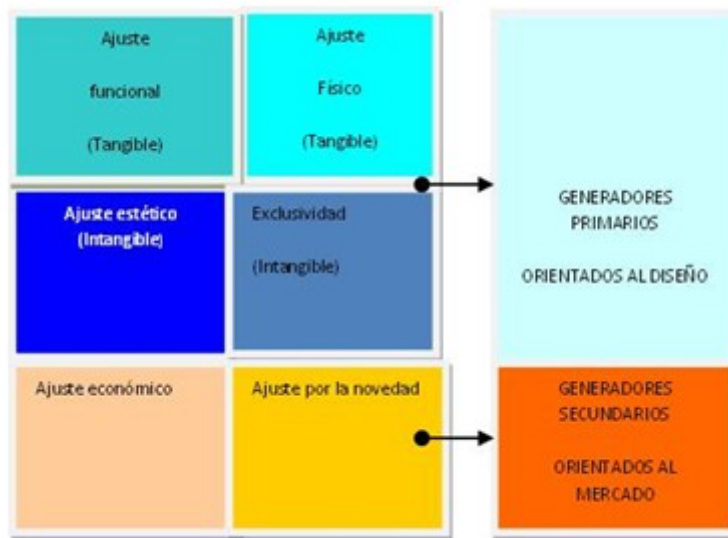 Ajuste
funcional
(Tangible)
Ajuste
Físico
(Tangible)
Ajuste estético
(Intangible)
Exclusividad
(Intangible)
GENERADORES
PRIMARIOS
ORIENTADOS AL DISEÑO
Ajuste económico
Ajuste por la novedad
GENERADORES
SECUNDARIOS
ORIENTADOS AL
MERCADO